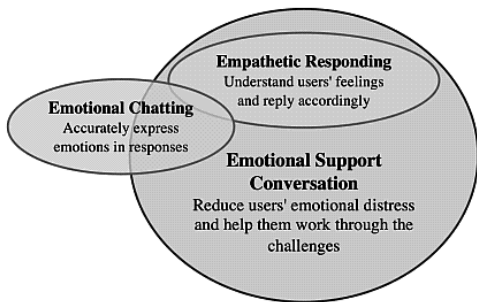 Empathetic Responding
Understand users' feelings
and reply accordingly
Emotional Chatting
Accurately express
emotions in responses
Emotional Support
Conversation
Reduce users' emotional distress
and help them work through the
challenges